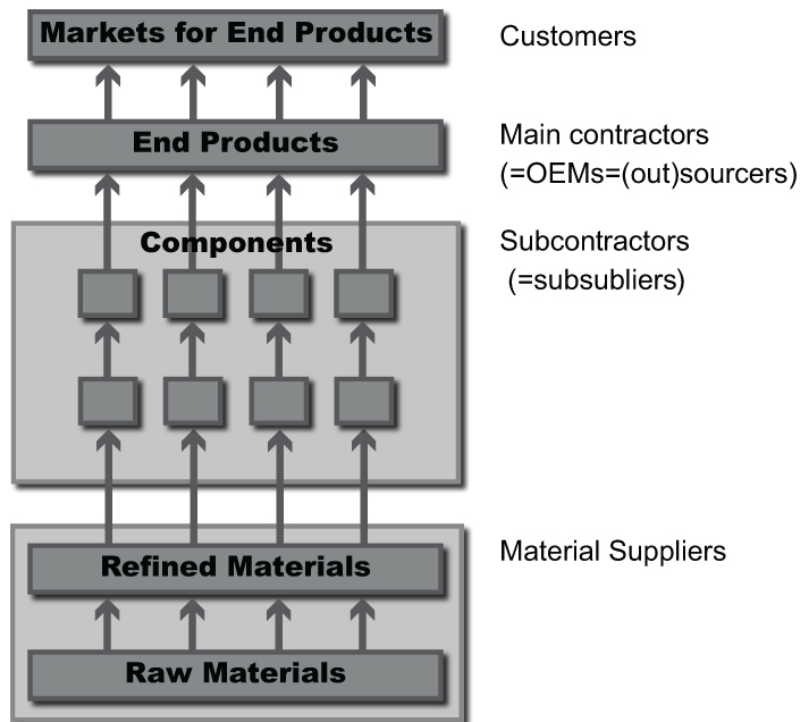 Markets for End Products
Customers
End Products
Main contractors
(=OEMs=(out)sourcers)
Components
Subcontractors
(=subsubliers)
Refined Materials
Material Suppliers
Raw Materials